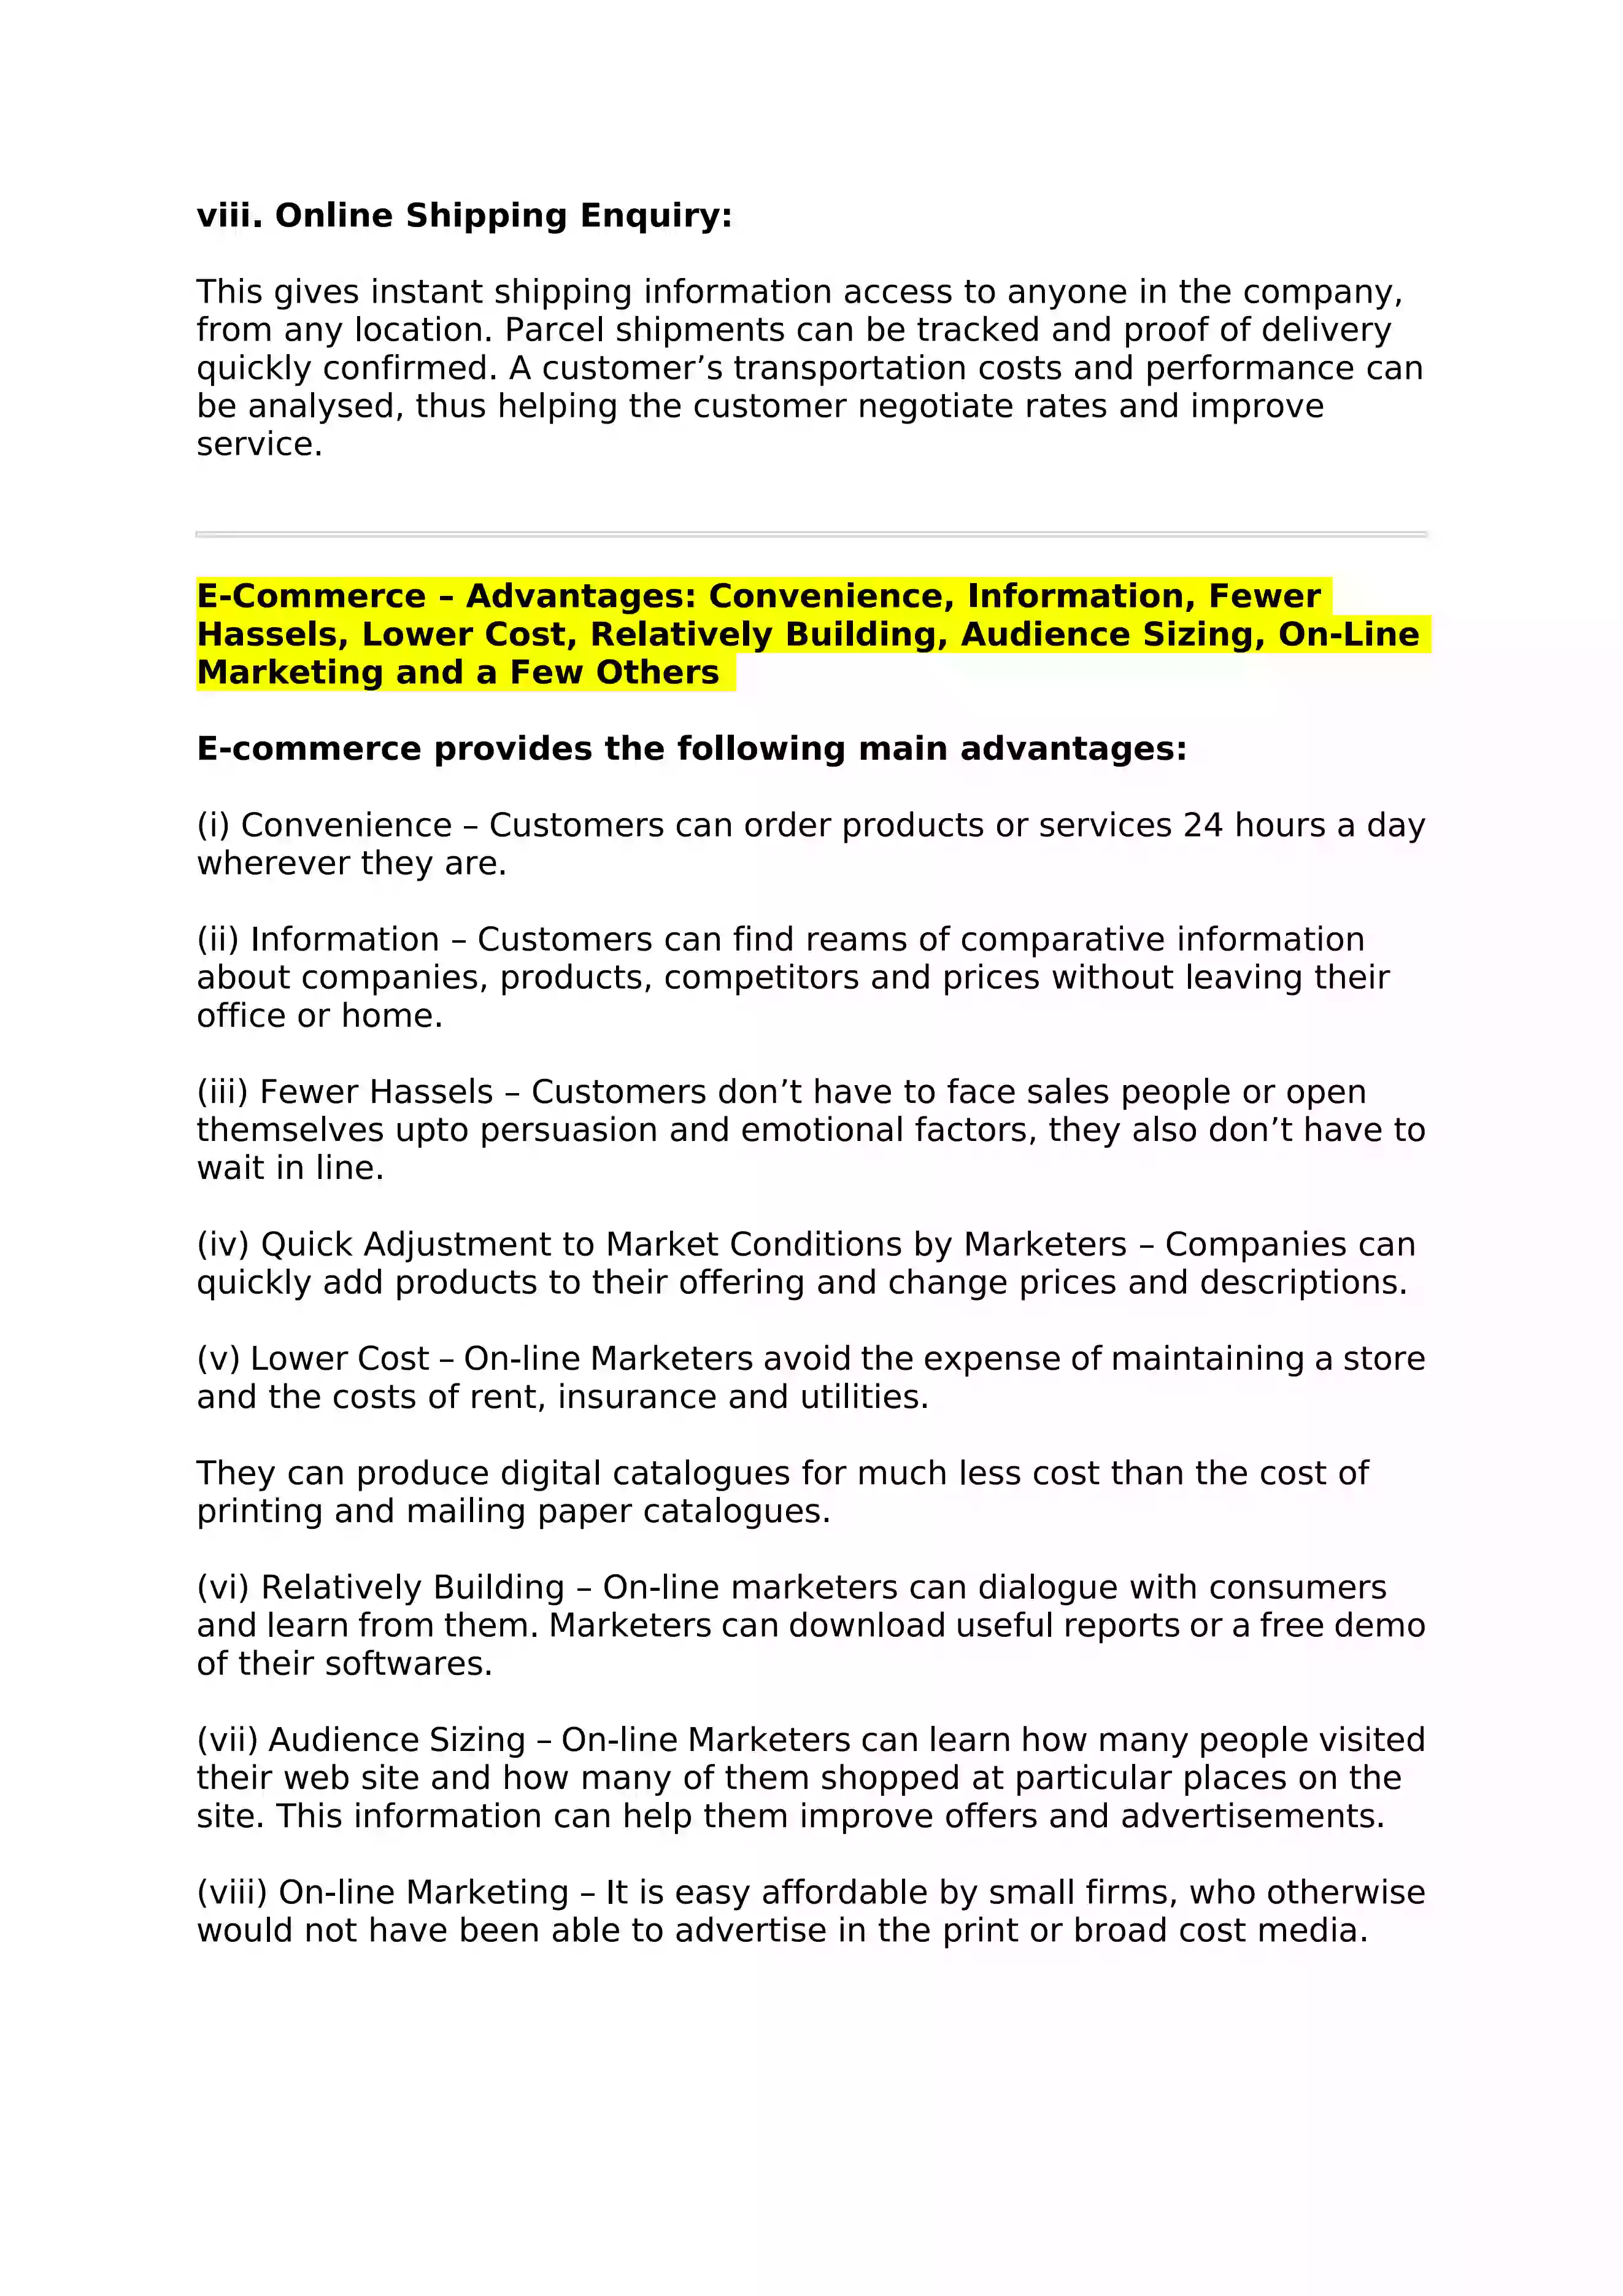 viii. Online Shipping Enquiry:
This gives instant shipping information access to anyone in the company,
from any location. Parcel shipments can be tracked and proof of delivery
quickly confirmed. A customer’s transportation costs and performance can
be analysed, thus helping the customer negotiate rates and improve
service.
E-Commerce – Advantages: Convenience, Information, Fewer
Hassels, Lower Cost, Relatively Building, Audience Sizing, On-Line
Marketing and a Few Others
E-commerce provides the following main advantages:
(i) Convenience – Customers can order products or services 24 hours a day
wherever they are.
(ii) Information – Customers can find reams of comparative information
about companies, products, competitors and prices without leaving their
office or home.
(iii) Fewer Hassels – Customers don’t have to face sales people or open
themselves upto persuasion and emotional factors, they also don’t have to
wait in line.
(iv) Quick Adjustment to Market Conditions by Marketers – Companies can
quickly add products to their offering and change prices and descriptions.
(v) Lower Cost – On-line Marketers avoid the expense of maintaining a store
and the costs of rent, insurance and utilities.
They can produce digital catalogues for much less cost than the cost of
printing and mailing paper catalogues.
(vi) Relatively Building – On-line marketers can dialogue with consumers
and learn from them. Marketers can download useful reports or a free demo
of their softwares.
(vii) Audience Sizing – On-line Marketers can learn how many people visited
their web site and how many of them shopped at particular places on the
site. This information can help them improve offers and advertisements.
(viii) On-line Marketing – It is easy affordable by small firms, who otherwise
would not have been able to advertise in the print or broad cost media.